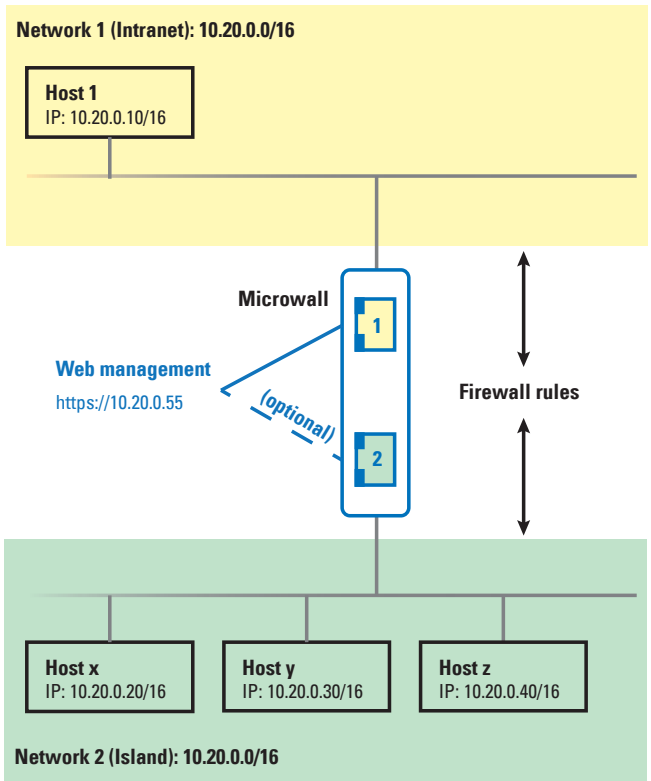 Network 1 (Intranet): 10.20.0.0/16
Host 1
IP: 10.20.0.10/16
Microwall
1
Web management
https://10.20.0.55
(optional)
Firewall rules
2
Host x
IP: 10.20.0.20/16
Host y
IP: 10.20.0.30/16
Host z
IP: 10.20.0.40/16
Network 2 (Island): 10.20.0.0/16